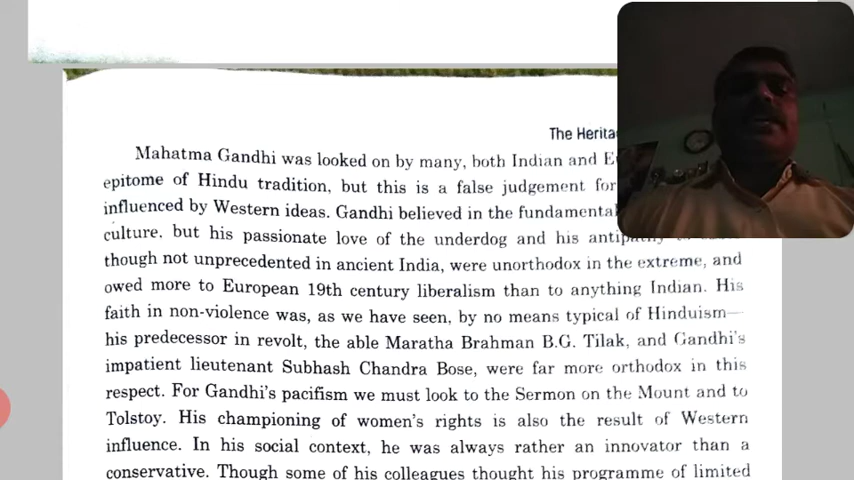 The Herita
Mahatma Gandhi was looked on by many, both Indian and E
epitome of Hindu tradition, but this is a false judgement for
influenced by Western ideas. Gandhi believed in the fundamental
culture. but his passionate love of the underdog and his antip
though not unprecedented in ancient India, were unorthodox in the extreme, and
owed more to European 19th century liberalism than to anything Indian. His
faith in non-violence was, as we have seen, by no means typical of Hinduism—
his predecessor in revolt, the able Maratha Brahman B.G. Tilak, and Gandhi's
impatient lieutenant Subhash Chandra Bose, were far more orthodox in this
respect. For Gandhi's pacifism we must look to the Sermon on the Mount and to
Tolstoy. His championing of women's rights is also the result of Western
influence. In his social context, he was always rather an innovator than a
conservative. Though some of his colleagues thought his programme of limited